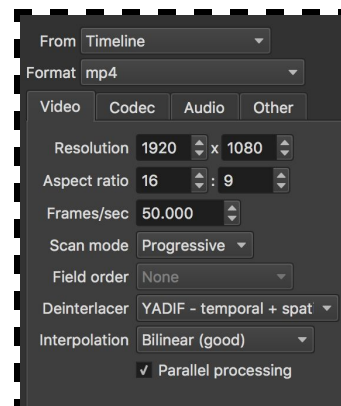 From Timeline
Format mp4
Video Codec Audio Other
Resolution 1920 x 1080
Aspect ratio 16 : 9
Frames/sec 50.000
Scan mode Progressive
Field order None
Deinterlacer YADIF - temporal + spat
Interpolation Bilinear (good)
Parallel processing